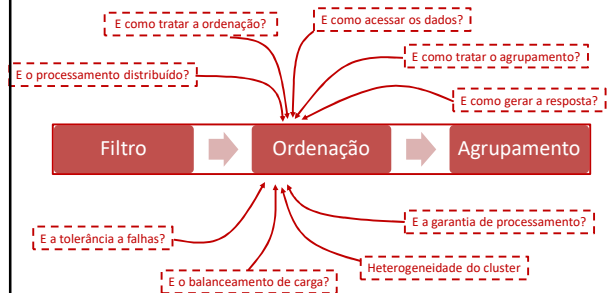 E como tratar a ordenação?
E como acessar os dados?
E como tratar o agrupamento?
E o processamento distribuído?
E como gerar a resposta?
Filtro
Ordenação
Agrupamento
E a garantia de processamento?
E a tolerância a falhas?
Heterogeneidade do cluster
E o balanceamento de carga?